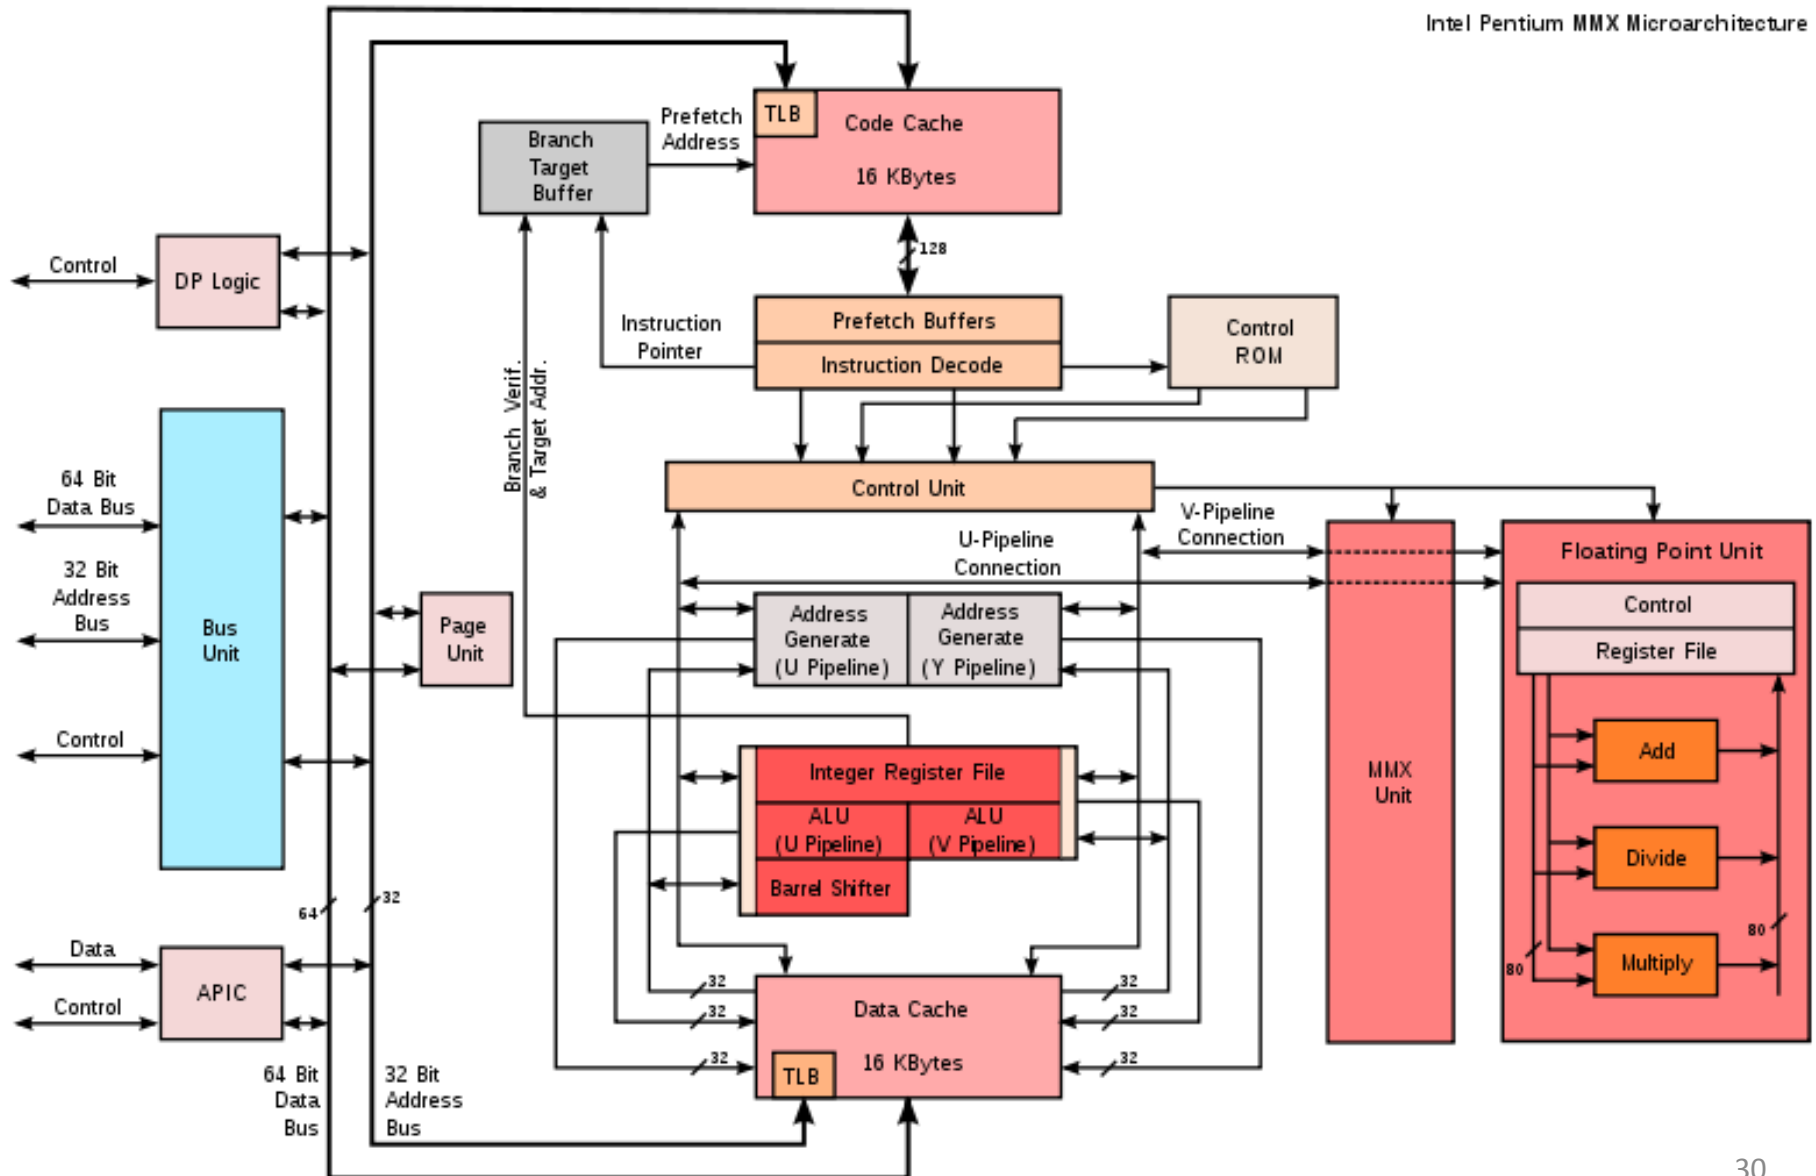 Intel Pentium MMX Microarchitecture
TLB
Code Cache
16 KBytes
Prefetch
Address
Branch
Target
Buffer
128
Control
DP Logic
Instruction
Pointer
Prefetch Buffers
Instruction Decode
Control
ROM
Branch Verif.
& Target Addr.
Control Unit
64 Bit
Data Bus
32 Bit
Address
Bus
Control
Bus
Unit
Page
Unit
U-Pipeline
Connection
V-Pipeline
Connection
Address
Generate
(U Pipeline)
Address
Generate
(Y Pipeline)
Integer Register File
ALU
(U Pipeline)
ALU
(V Pipeline)
Barrel Shifter
MMX
Unit
Floating Point Unit
Control
Register File
Add
Divide
Multiply
80
80
64
32
Data
Control
APIC
32
32
32
32
32
32
Data Cache
16 KBytes
TLB
64 Bit
Data
Bus
32 Bit
Address
Bus
30